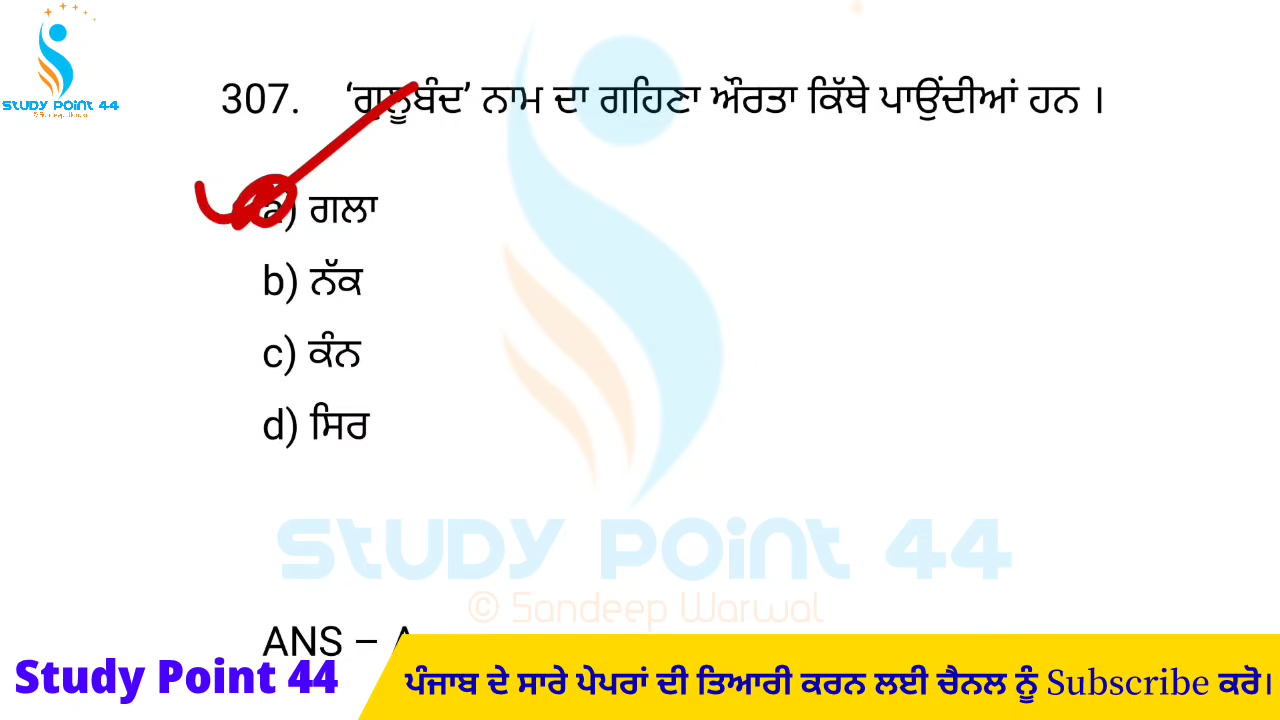 STUDY POINT 44
307. ‘ਗੁਲੂਬੰਦ’ ਨਾਮ ਦਾ ਗਹਿਣਾ ਔਰਤਾ ਕਿੱਥੇ ਪਾਉਂਦੀਆਂ ਹਨ ।
a) ਗਲਾ
b) ਨੱਕ
c) ਕੰਨ
d) ਸਿਰ
STUDY POINT 44
© Sandeep Warwal
ANS – A
Study Point 44
ਪੰਜਾਬ ਦੇ ਸਾਰੇ ਪੇਪਰਾਂ ਦੀ ਤਿਆਰੀ ਕਰਨ ਲਈ ਚੈਨਲ ਨੂੰ Subscribe ਕਰੋ।